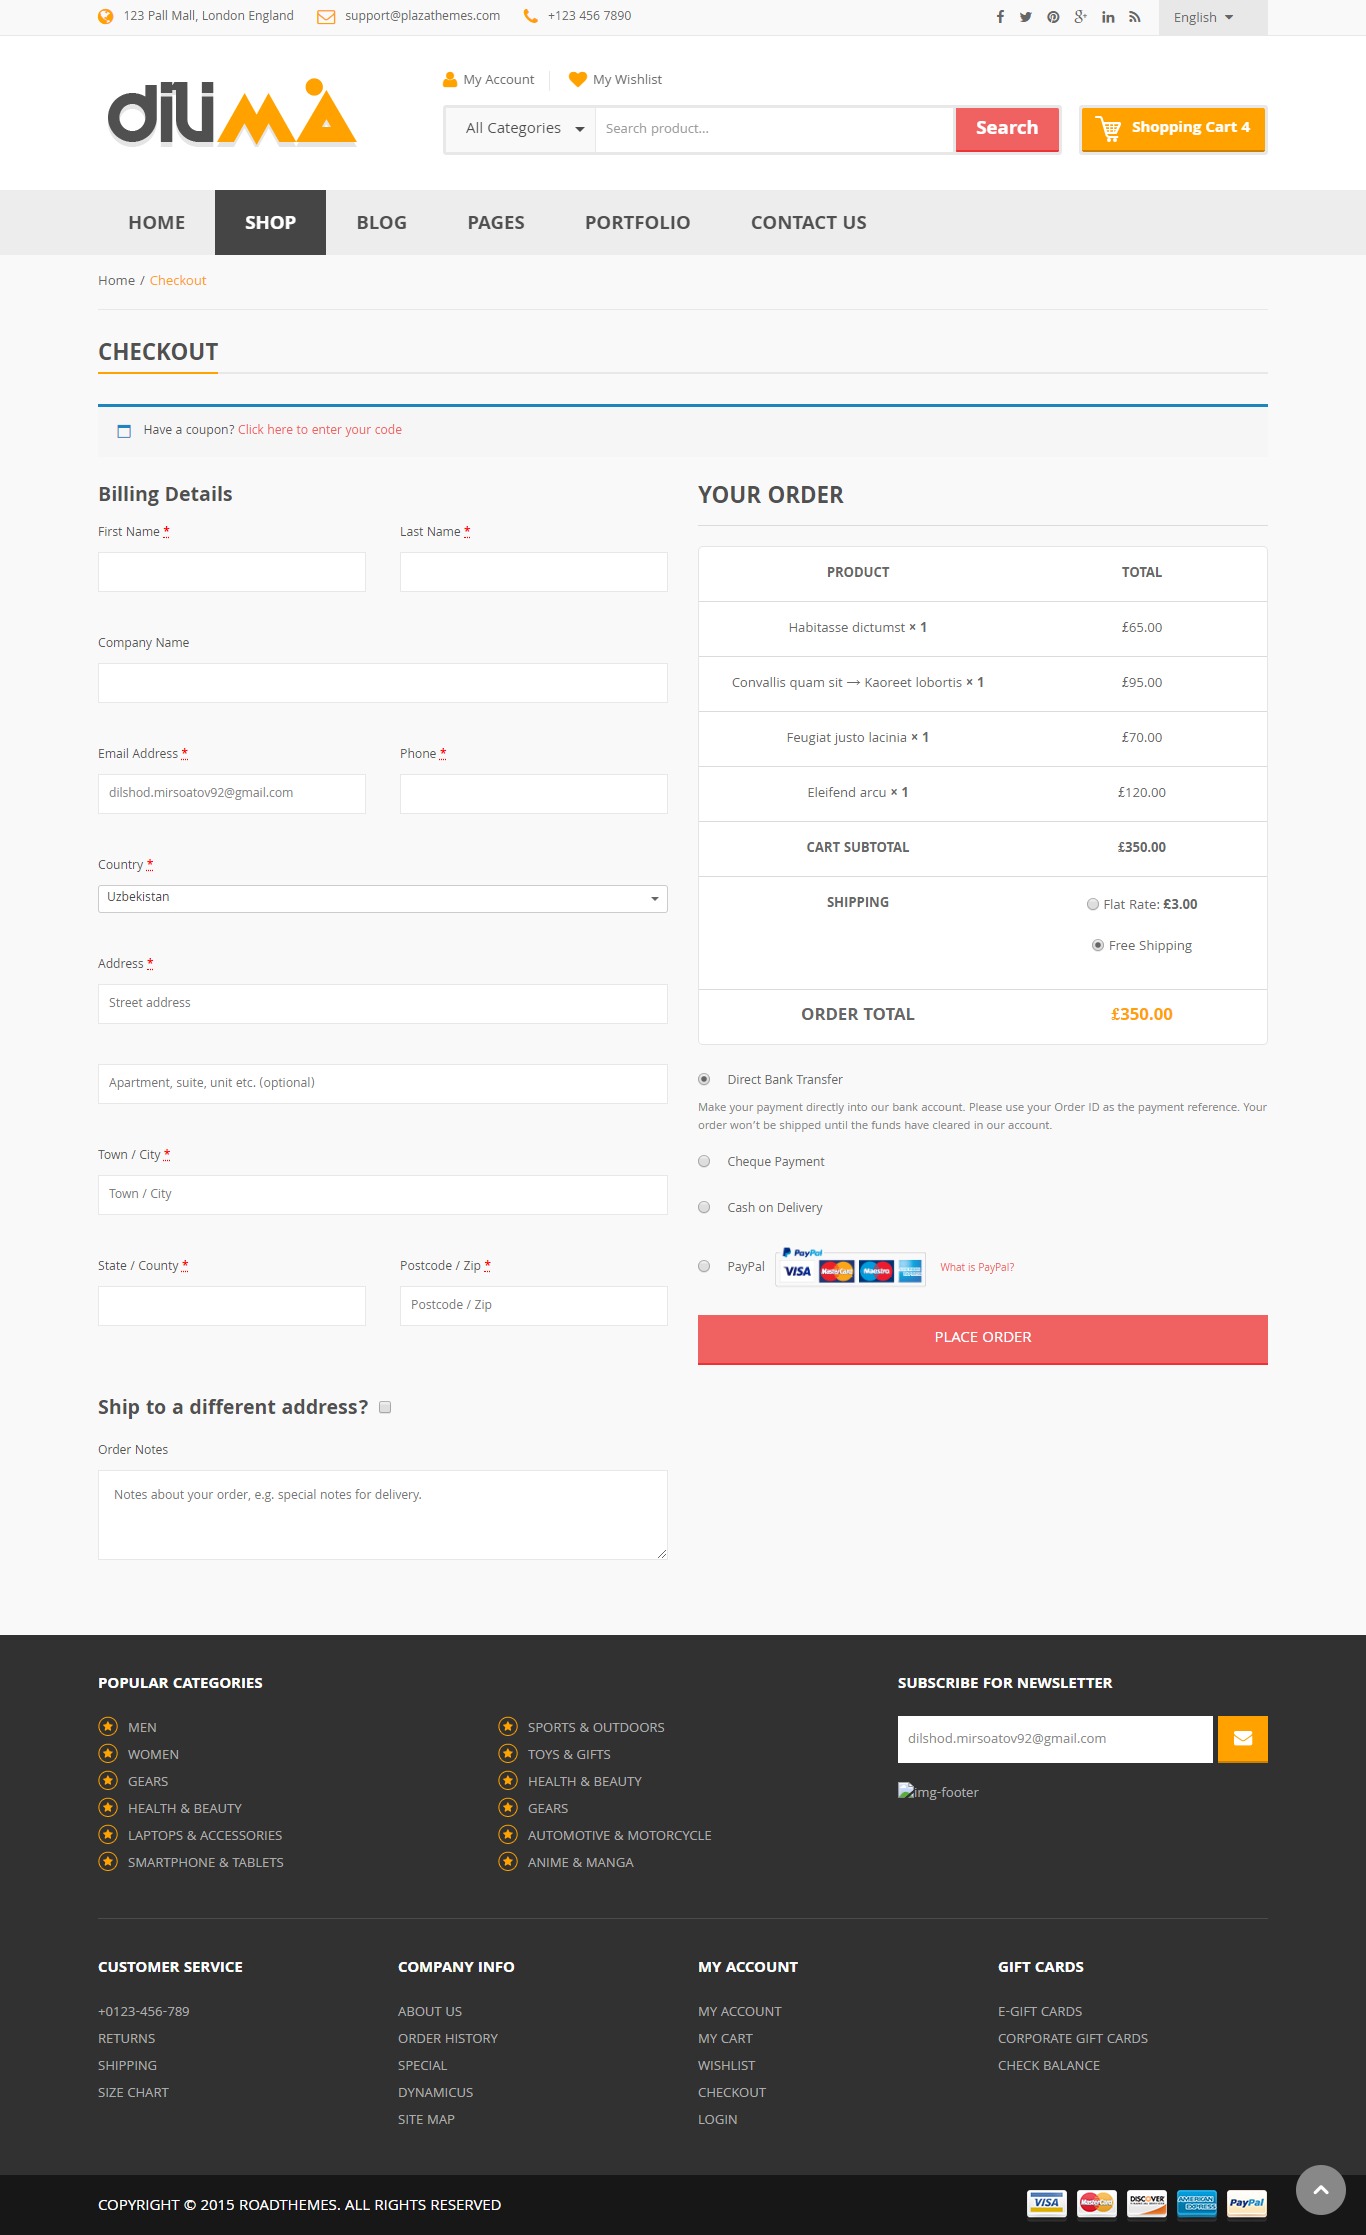 123 Pall Mall, London England support@plazathemes.com +123 456 7890 English
My Account My Wishlist
diliMA
All Categories Search product... Search Shopping Cart 4
HOME SHOP BLOG PAGES PORTFOLIO CONTACT US
Home / Checkout
CHECKOUT
Have a coupon? Click here to enter your code
Billing Details
First Name * Last Name *
Company Name
Email Address * Phone *
dilshod.mirsoatov92@gmail.com
Country *
Uzbekistan
Address *
Street address
Apartment, suite, unit etc. (optional)
Town / City *
Town / City
State / County * Postcode / Zip *
Postcode / Zip
Ship to a different address?
Order Notes
Notes about your order, e.g. special notes for delivery.
YOUR ORDER
PRODUCT TOTAL
Habitasse dictumst × 1 £65.00
Convallis quam sit → Kaoreet lobortis × 1 £95.00
Feugiat justo lacinia × 1 £70.00
Eleifend arcu × 1 £120.00
CART SUBTOTAL £350.00
SHIPPING Flat Rate: £3.00
Free Shipping
ORDER TOTAL £350.00
Direct Bank Transfer
Make your payment directly into our bank account. Please use your Order ID as the payment reference. Your
order won't be shipped until the funds have cleared in our account.
Cheque Payment
Cash on Delivery
PayPal
PayPal VISA MasterCard Maestro AMERICAN EXPRESS What is PayPal?
PLACE ORDER
POPULAR CATEGORIES SUBSCRIBE FOR NEWSLETTER
MEN SPORTS & OUTDOORS dilshod.mirsoatov92@gmail.com
WOMEN TOYS & GIFTS
GEARS HEALTH & BEAUTY img-footer
HEALTH & BEAUTY GEARS
LAPTOPS & ACCESSORIES AUTOMOTIVE & MOTORCYCLE
SMARTPHONE & TABLETS ANIME & MANGA
CUSTOMER SERVICE COMPANY INFO MY ACCOUNT GIFT CARDS
+0123-456-789 ABOUT US MY ACCOUNT E-GIFT CARDS
RETURNS ORDER HISTORY MY CART CORPORATE GIFT CARDS
SHIPPING SPECIAL WISHLIST CHECK BALANCE
SIZE CHART DYNAMICUS CHECKOUT
SITE MAP LOGIN
COPYRIGHT © 2015 ROADTHEMES. ALL RIGHTS RESERVED VISA MasterCard DISCOVER AMERICAN EXPRESS PayPal